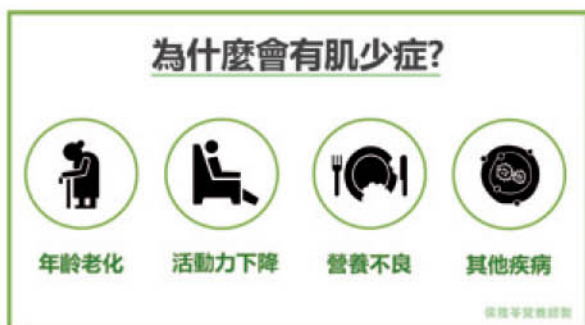 為什麼會有肌少症?
年齡老化
活動力下降
營養不良
其他疾病